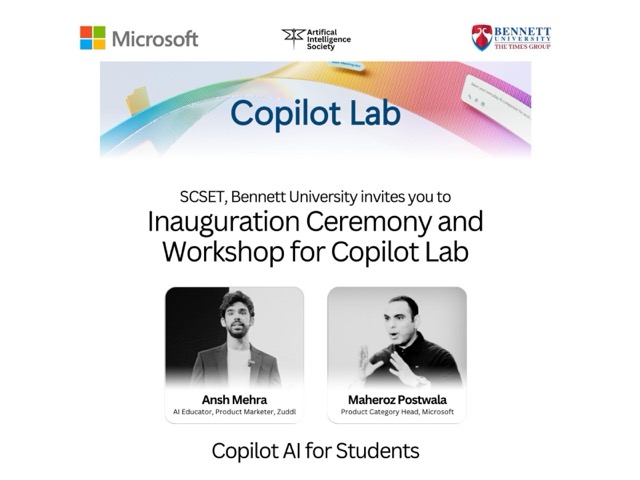 Microsoft
Artifical
Intelligence
Society
BENNETT
UNIVERSITY
THE TIMES GROUP
Copilot Lab
SCSET, Bennett University invites you to
Inauguration Ceremony and
Workshop for Copilot Lab
Ansh Mehra
AI Educator, Product Marketer, Zuddl
Maheroz Postwala
Product Category Head, Microsoft
Copilot AI for Students